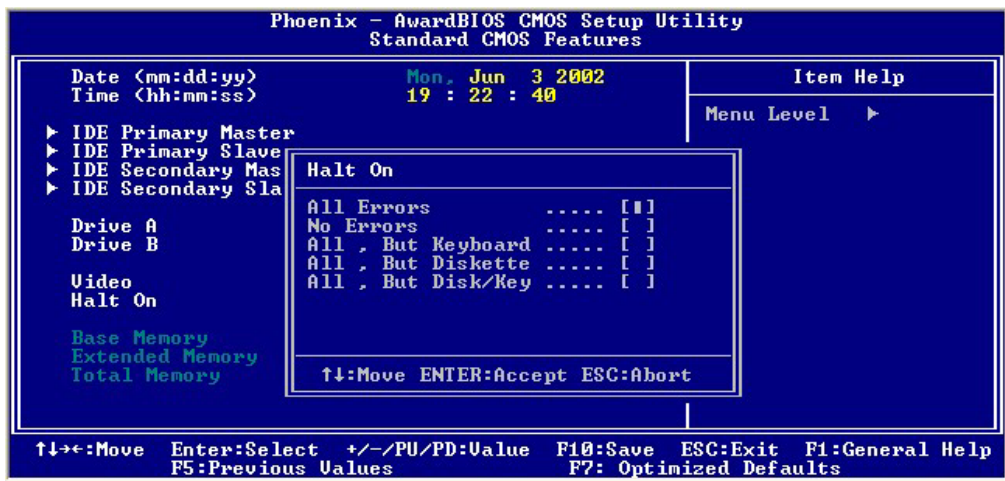 Phoenix - AwardBIOS CMOS Setup Utility
Standard CMOS Features
Date (mm:dd:yy) Mon, Jun 3 2002
Time (hh:mm:ss) 19 : 22 : 40
IDE Primary Master
IDE Primary Slave
IDE Secondary Mas
IDE Secondary Sla
Drive A
Drive B
Video
Halt On
Base Memory
Extended Memory
Total Memory
Halt On
All Errors ..... [▮]
No Errors ..... [ ]
All , But Keyboard ..... [ ]
All , But Diskette ..... [ ]
All , But Disk/Key ..... [ ]
↑↓:Move ENTER:Accept ESC:Abort
Item Help
Menu Level ▶
↑↓→←:Move Enter:Select +/-/PU/PD:Value F10:Save ESC:Exit F1:General Help
F5:Previous Values F7: Optimized Defaults